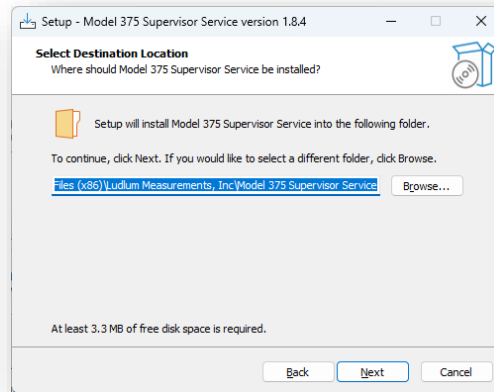 Setup - Model 375 Supervisor Service version 1.8.4
Select Destination Location
Where should Model 375 Supervisor Service be installed?
Setup will install Model 375 Supervisor Service into the following folder.
To continue, click Next. If you would like to select a different folder, click Browse.
Files (x86)\Ludlum Measurements, Inc\Model 375 Supervisor Service
Browse...
At least 3.3 MB of free disk space is required.
Back
Next
Cancel